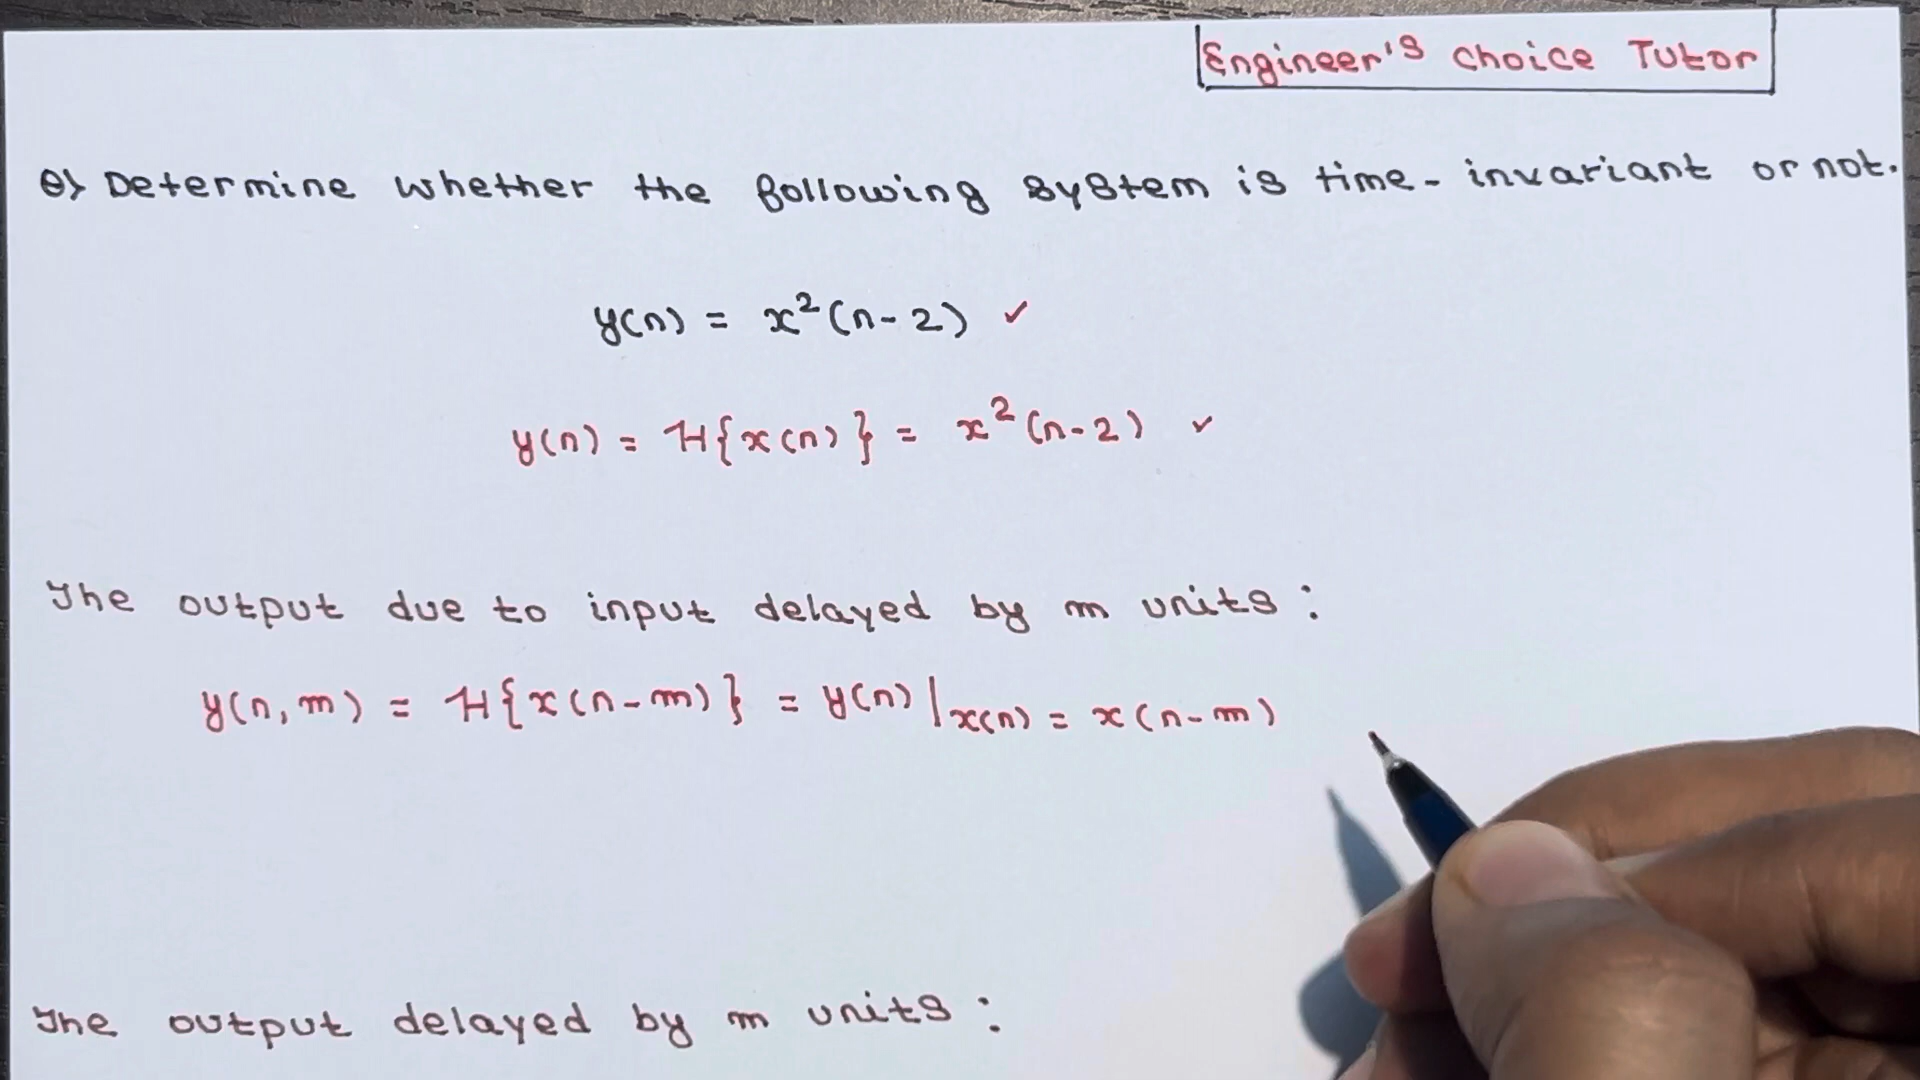 Engineer's Choice Tutor
Q) Determine whether the following system is time-invariant or not.
y(n) = x²(n-2) ✓
y(n) = H{x(n)} = x²(n-2) ✓
The output due to input delayed by m units :
y(n,m) = H{x(n-m)} = y(n)|x(n) = x(n-m)
The output delayed by m units :